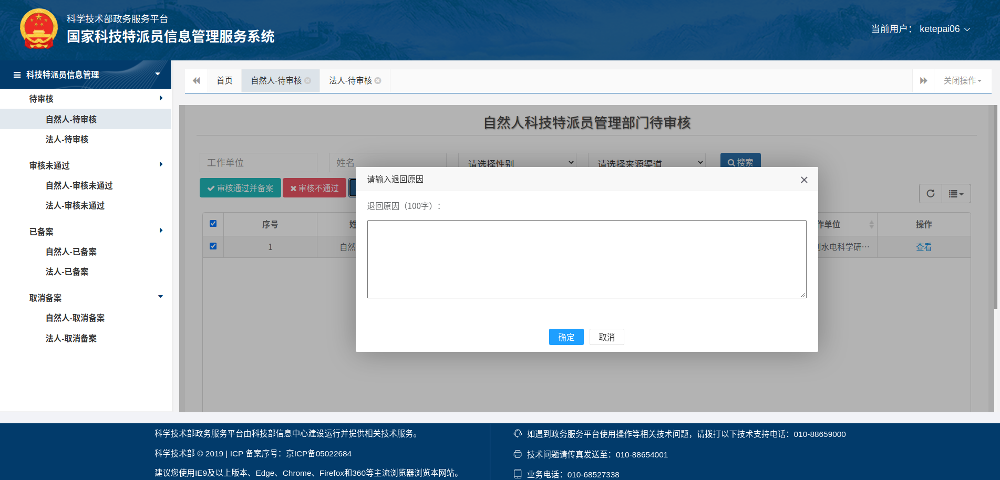 科学技术部政务服务平台
国家科技特派员信息管理服务系统
当前用户： ketepai06
科技特派员信息管理
待审核
自然人-待审核
法人-待审核
审核未通过
自然人-审核未通过
法人-审核未通过
已备案
自然人-已备案
法人-已备案
取消备案
自然人-取消备案
法人-取消备案
首页 自然人-待审核 法人-待审核 关闭操作
自然人科技特派员管理部门待审核
工作单位 姓名 请选择性别 请选择来源渠道 搜索
审核通过并备案 审核不通过
序号 姓 作单位 操作
1 自然 水电科学研… 查看
请输入退回原因
退回原因（100字）：
确定 取消
科学技术部政务服务平台由科技部信息中心建设运行并提供相关技术服务。
科学技术部 © 2019 | ICP 备案序号：京ICP备05022684
建议您使用IE9及以上版本、Edge、Chrome、Firefox和360等主流浏览器浏览本网站。
如遇到政务服务平台使用操作等相关技术问题，请拨打以下技术支持电话：010-88659000
技术问题请传真发送至：010-88654001
业务电话：010-68527338